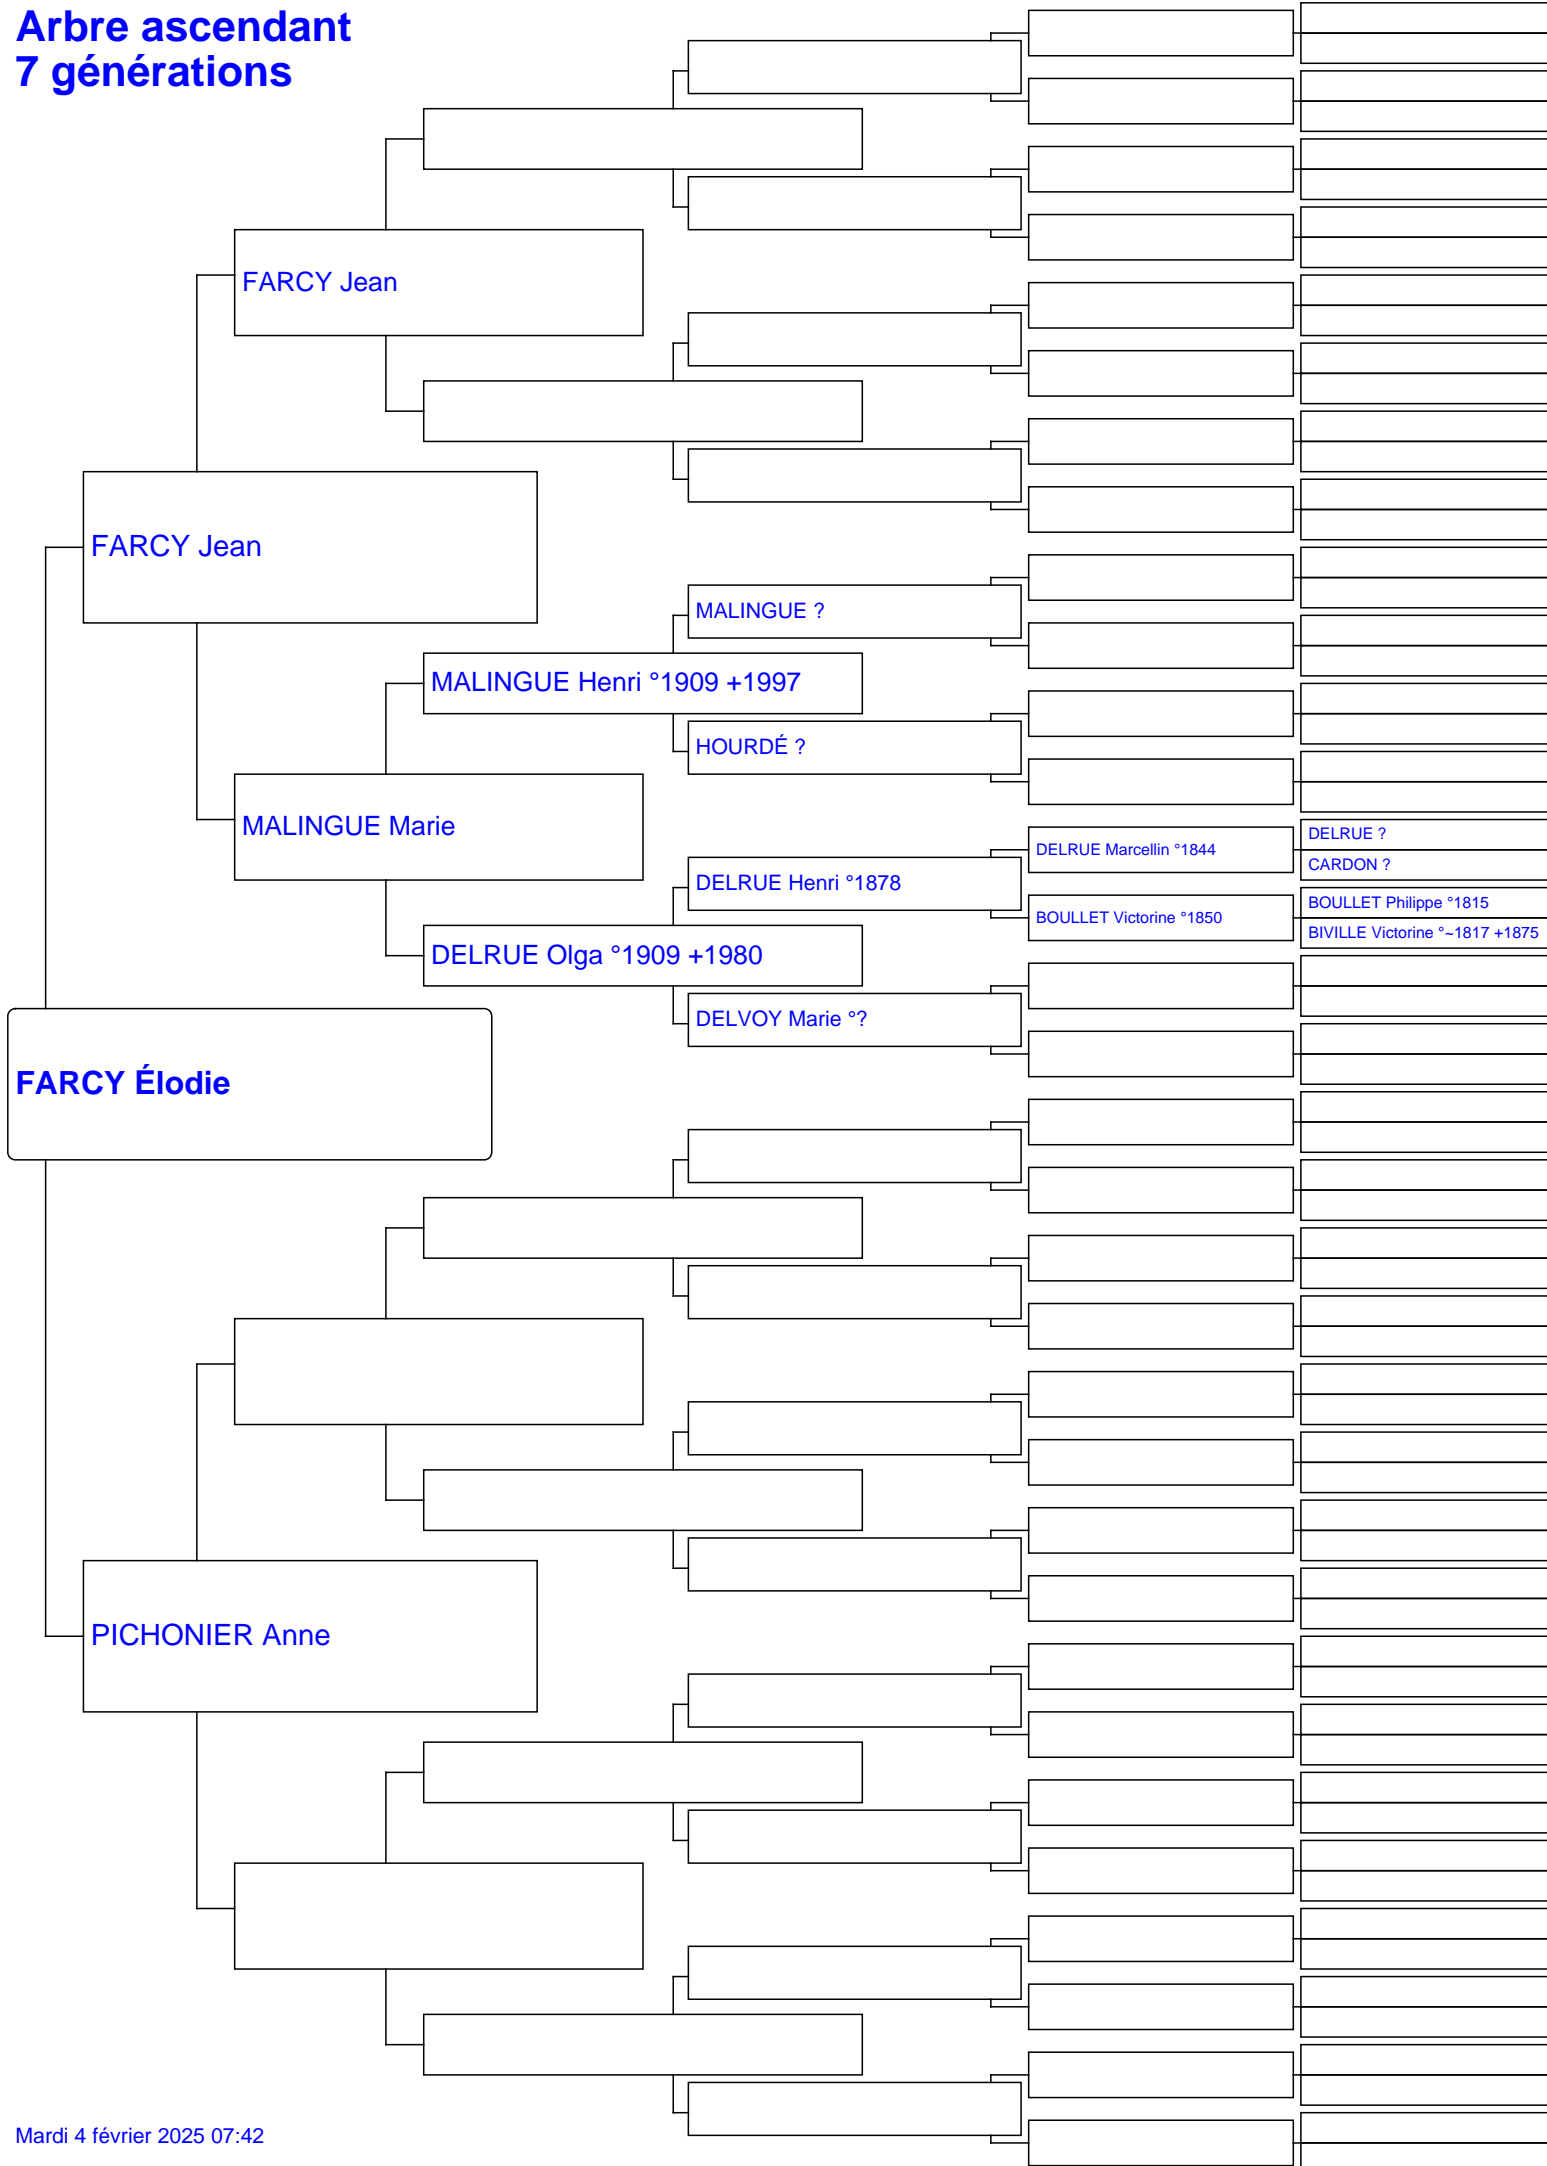 Arbre ascendant
7 générations
FARCY Jean
FARCY Jean
MALINGUE ?
MALINGUE Henri °1909 +1997
HOURDÉ ?
MALINGUE Marie
DELRUE Henri °1878
DELRUE Marcellin °1844
DELRUE ?
CARDON ?
BOULLET Victorine °1850
BOULLET Philippe °1815
BIVILLE Victorine °~1817 +1875
DELRUE Olga °1909 +1980
DELVOY Marie °?
FARCY Élodie
PICHONIER Anne
Mardi 4 février 2025 07:42